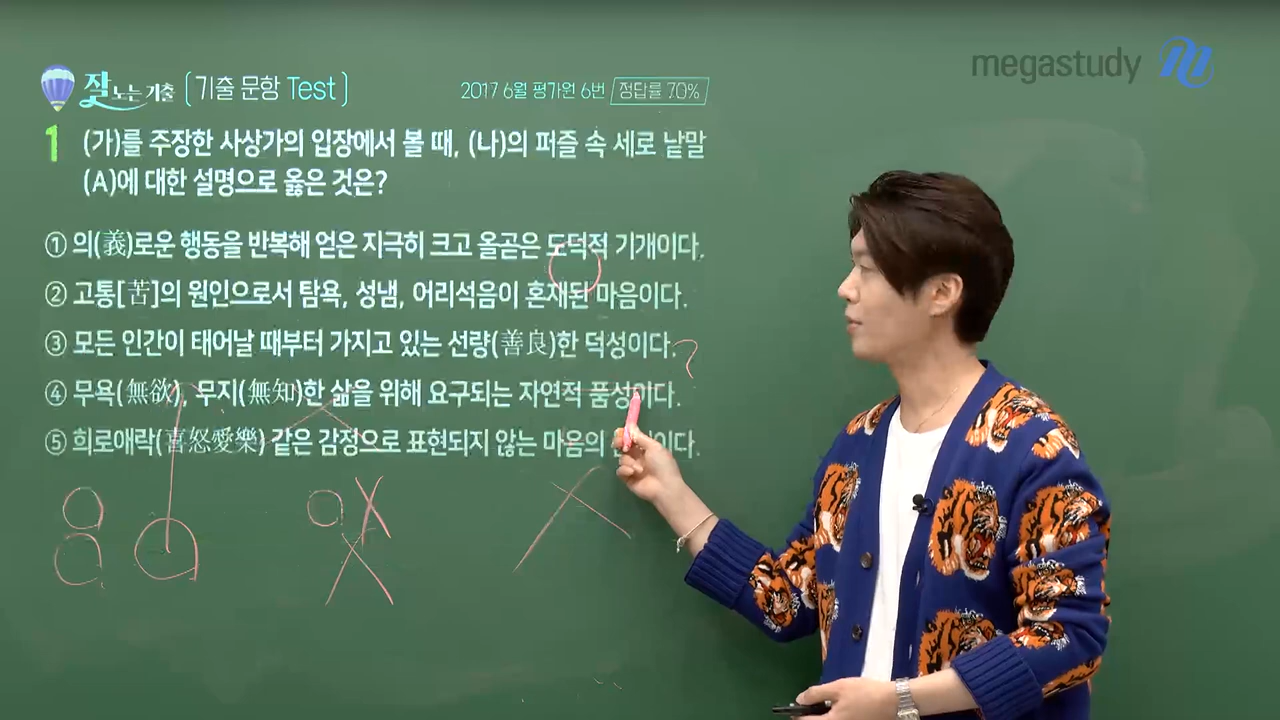 megastudy
잘 노는 기출 [기출 문항 Test]
2017 6월 평가원 6번 정답률 70%
1 (가)를 주장한 사상가의 입장에서 볼 때, (나)의 퍼즐 속 세로 낱말
(A)에 대한 설명으로 옳은 것은?
① 의(義)로운 행동을 반복해 얻은 지극히 크고 올곧은 도덕적 기개이다.
② 고통[苦]의 원인으로서 탐욕, 성냄, 어리석음이 혼재된 마음이다.
③ 모든 인간이 태어날 때부터 가지고 있는 선량(善良)한 덕성이다.
?
④ 무욕(無欲), 무지(無知)한 삶을 위해 요구되는 자연적 품성이다.
⑤ 희로애락(喜怒愛樂) 같은 감정으로 표현되지 않는 마음의 이다.